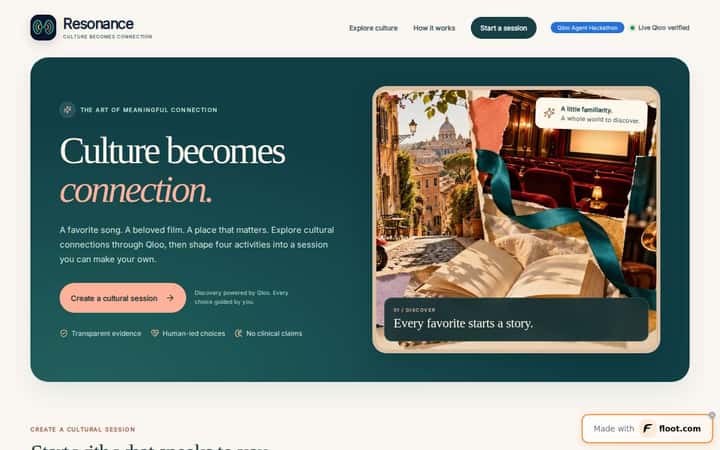 Resonance
CULTURE BECOMES CONNECTION
Explore culture
How it works
Start a session
Qloo Agent Hackathon
Live Qloo verified
THE ART OF MEANINGFUL CONNECTION
Culture becomes
connection.
A favorite song. A beloved film. A place that matters. Explore cultural
connections through Qloo, then shape four activities into a session
you can make your own.
Create a cultural session
Discovery powered by Qloo. Every
choice guided by you.
Transparent evidence
Human-led choices
No clinical claims
A little familiarity.
A whole world to discover.
01 / DISCOVER
Every favorite starts a story.
CREATE A CULTURAL SESSION
Made with floot.com